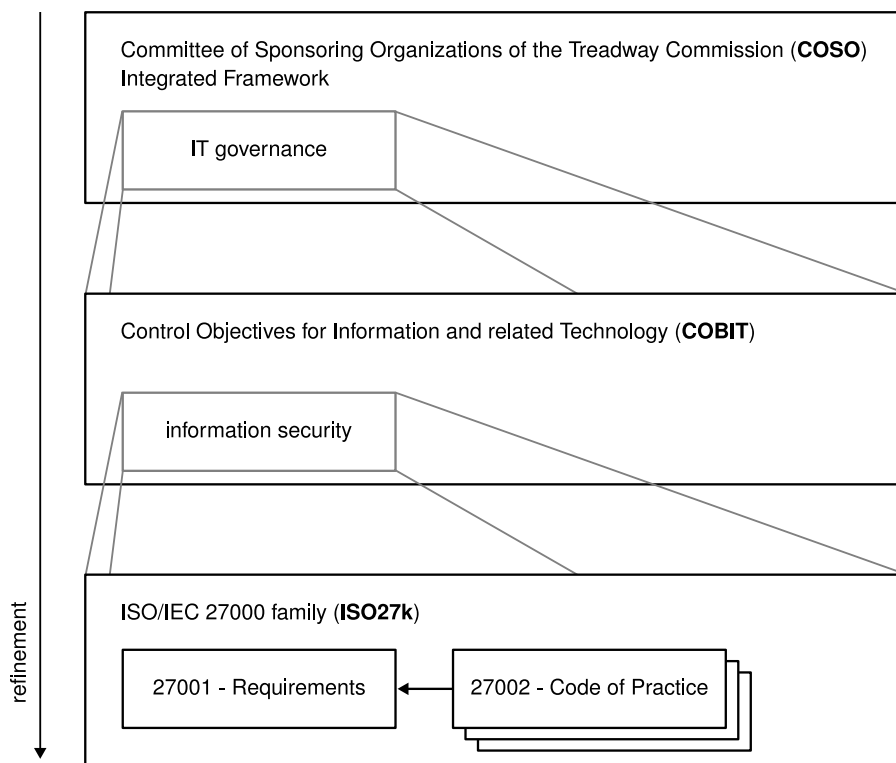 Committee of Sponsoring Organizations of the Treadway Commission (COSO)
Integrated Framework
IT governance
Control Objectives for Information and related Technology (COBIT)
information security
refinement
ISO/IEC 27000 family (ISO27k)
27001 - Requirements
27002 - Code of Practice